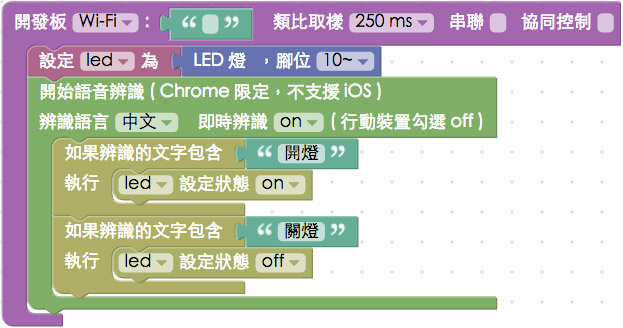 開發板 Wi-Fi : “ ” 類比取樣 250 ms 串聯 協同控制
設定 led 為 LED 燈 ，腳位 10~
開始語音辨識 ( Chrome 限定，不支援 iOS )
辨識語言 中文 即時辨識 on ( 行動裝置勾選 off )
如果辨識的文字包含 “ 開燈 ”
執行 led 設定狀態 on
如果辨識的文字包含 “ 關燈 ”
執行 led 設定狀態 off